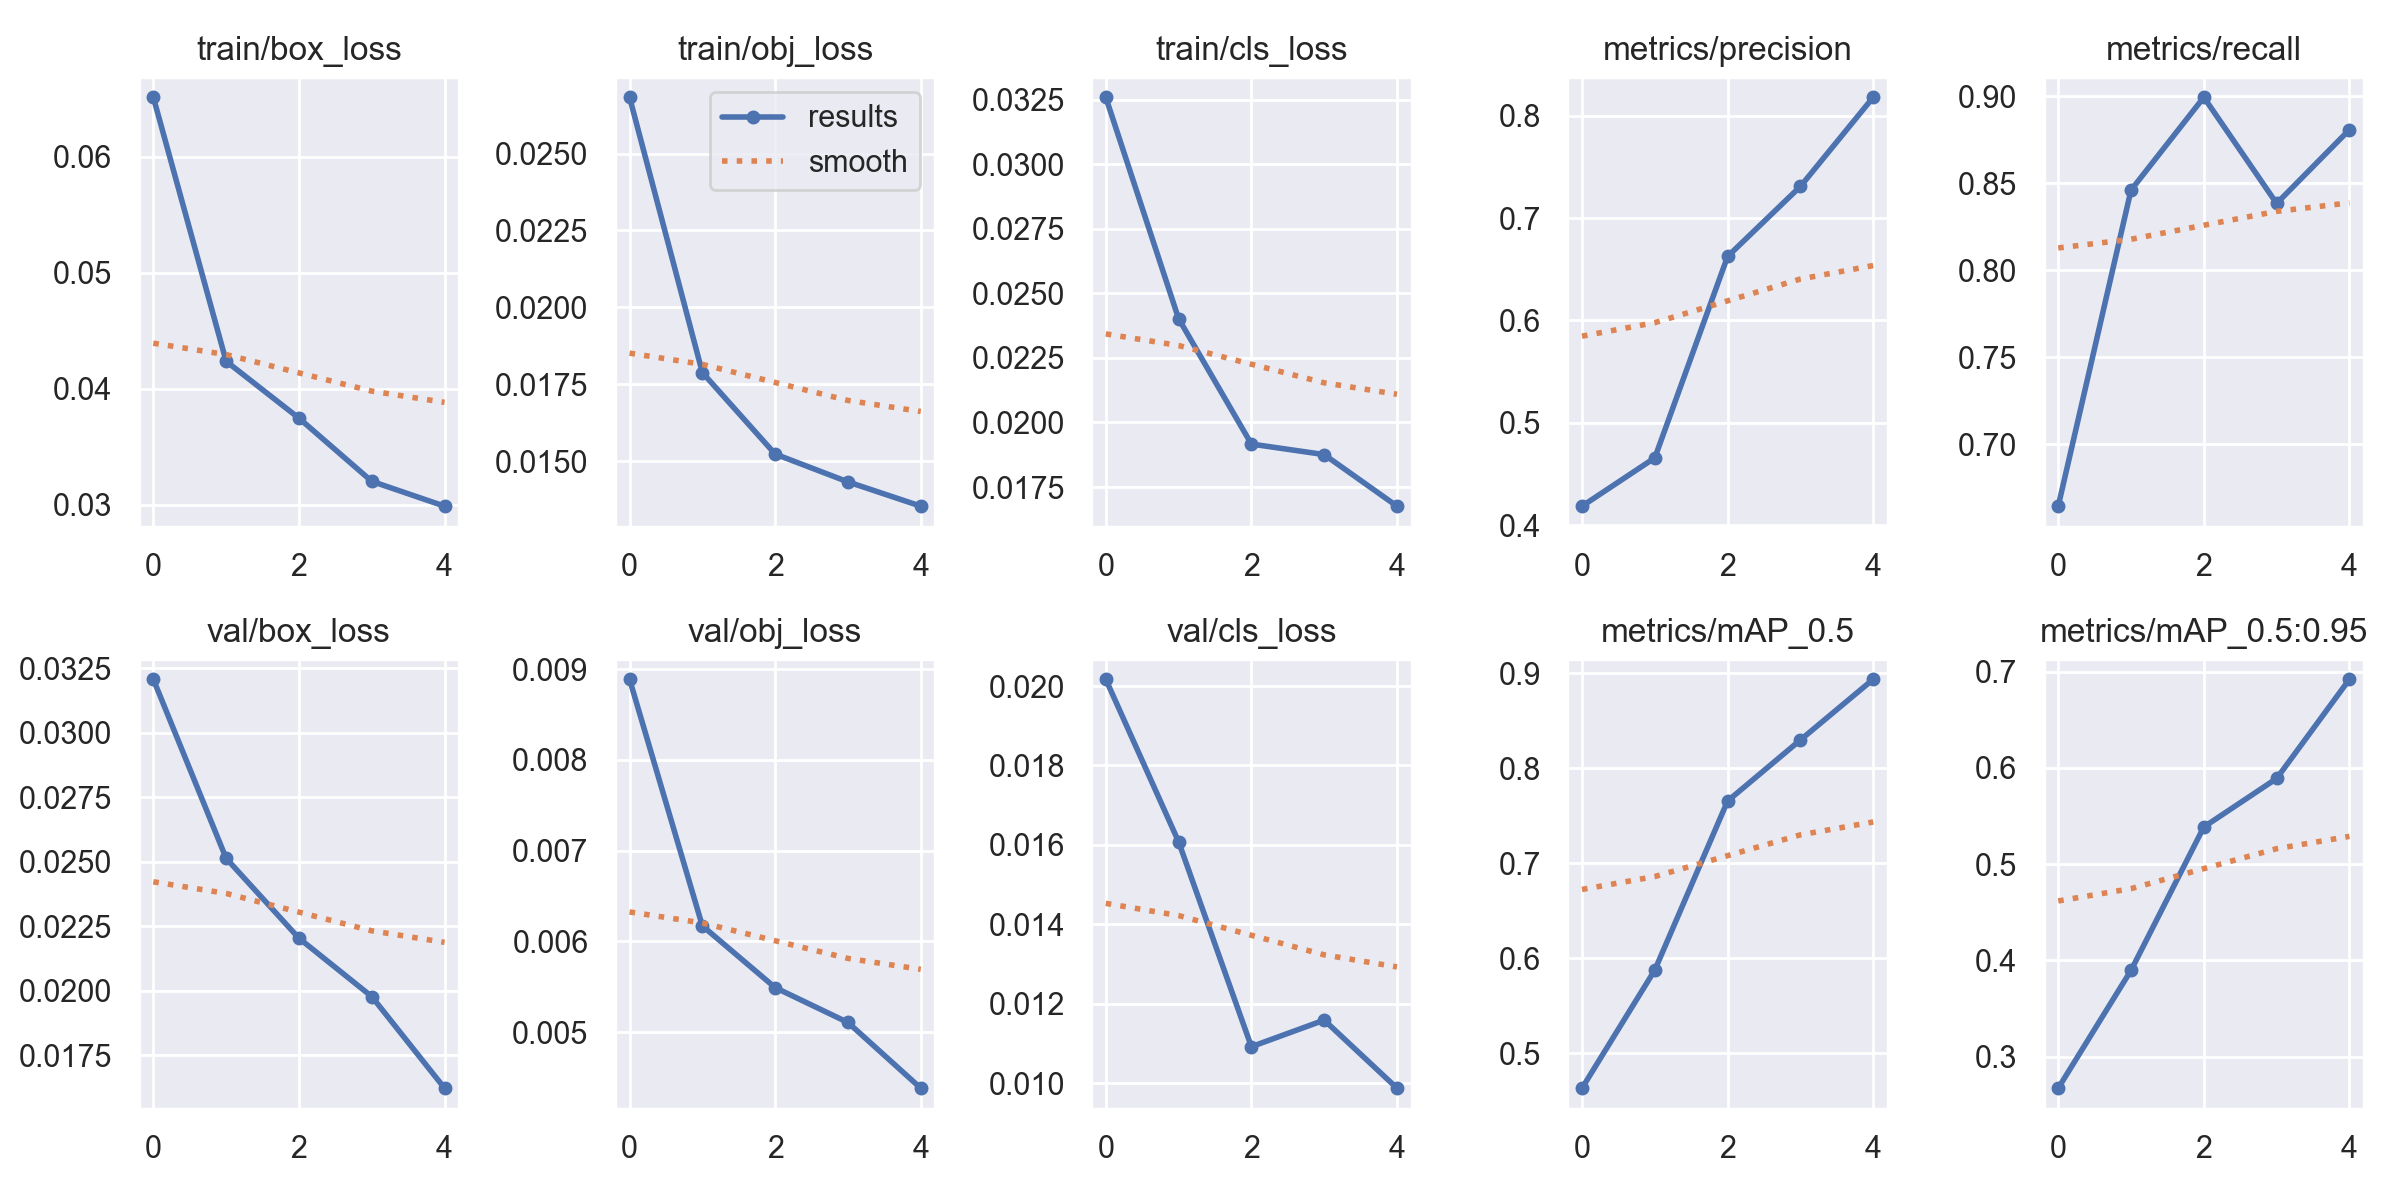 train/box_loss
0.06
0.05
0.04
0.03
0 2 4
train/obj_loss
results
smooth
0.0250
0.0225
0.0200
0.0175
0.0150
0 2 4
train/cls_loss
0.0325
0.0300
0.0275
0.0250
0.0225
0.0200
0.0175
0 2 4
metrics/precision
0.8
0.7
0.6
0.5
0.4
0 2 4
metrics/recall
0.90
0.85
0.80
0.75
0.70
0 2 4
val/box_loss
0.0325
0.0300
0.0275
0.0250
0.0225
0.0200
0.0175
0 2 4
val/obj_loss
0.009
0.008
0.007
0.006
0.005
0 2 4
val/cls_loss
0.020
0.018
0.016
0.014
0.012
0.010
0 2 4
metrics/mAP_0.5
0.9
0.8
0.7
0.6
0.5
0 2 4
metrics/mAP_0.5:0.95
0.7
0.6
0.5
0.4
0.3
0 2 4